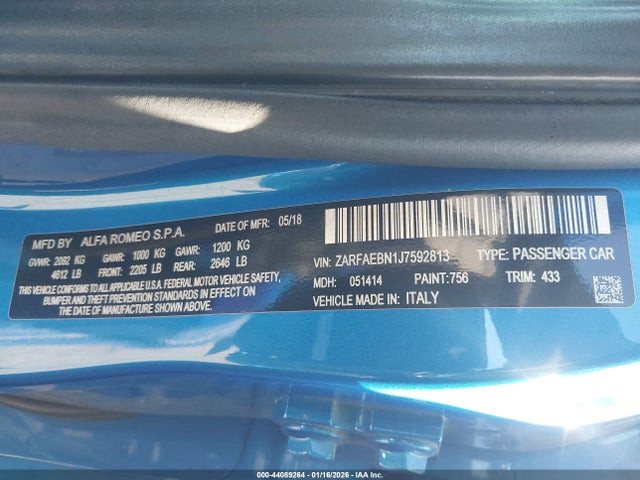 MFD BY ALFA ROMEO S.P.A. DATE OF MFR 05/18
GVWR: 2092 KG GAWR: 1000 KG GAWR: 1200 KG
4612 LB FRONT: 2205 LB REAR: 2646 LB
THIS VEHICLE CONFORMS TO ALL APPLICABLE U.S.A. FEDERAL MOTOR VEHICLE SAFETY,
BUMPER AND THEFT PREVENTION STANDARDS IN EFFECT ON
THE DATE OF MANUFACTURE SHOWN ABOVE.
VIN: ZARFAEBN1J7592813 TYPE: PASSENGER CAR
MDH: 051414 PAINT:756 TRIM: 433
VEHICLE MADE IN: ITALY
000-44089264 - 01/16/2026 - © IAA Inc.